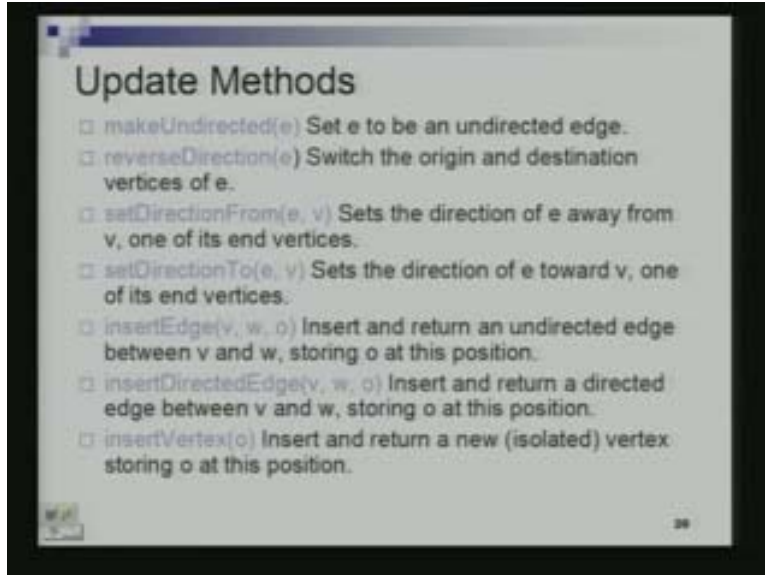 Update Methods
□ makeUndirected(e) Set e to be an undirected edge.
□ reverseDirection(e) Switch the origin and destination
vertices of e.
□ setDirectionFrom(e, v) Sets the direction of e away from
v, one of its end vertices.
□ setDirectionTo(e, v) Sets the direction of e toward v, one
of its end vertices.
□ insertEdge(v, w, o) Insert and return an undirected edge
between v and w, storing o at this position.
□ insertDirectedEdge(v, w, o) Insert and return a directed
edge between v and w, storing o at this position.
□ insertVertex(o) Insert and return a new (isolated) vertex
storing o at this position.